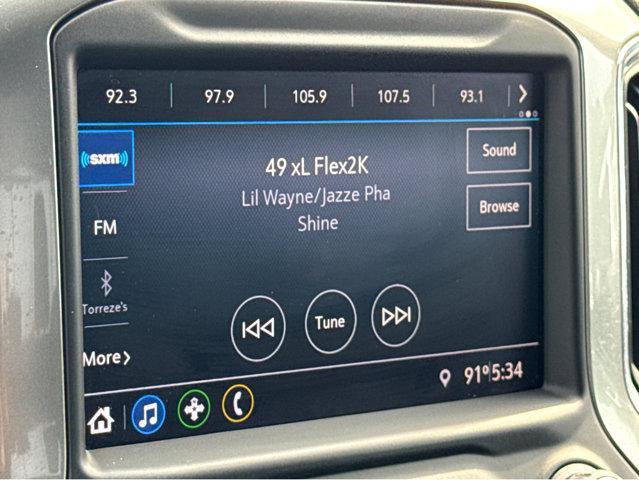 92.3 97.9 105.9 107.5 93.1
((sxm))
49 xL Flex2K
Lil Wayne/Jazze Pha
Shine
Sound
Browse
FM
Torreze's
More
Tune
91° 5:34